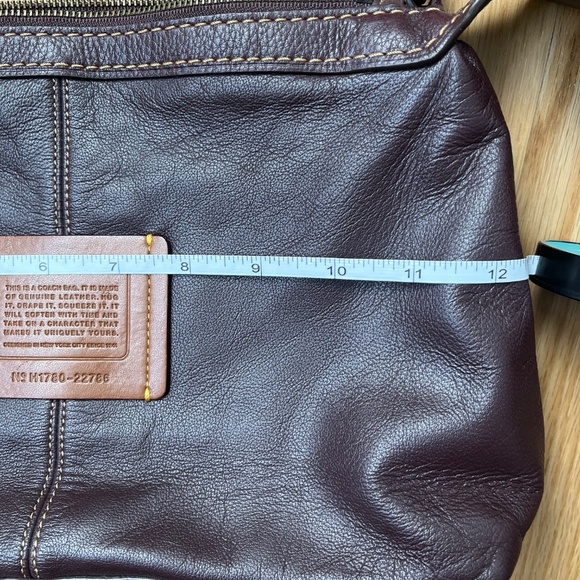 6 7 8 9 10 11 12
THIS IS A COACH BAG. IT IS MADE
OF GENUINE LEATHER. HUG
IT. DRAPE IT. SQUEEZE IT. IT
WILL SOFTEN WITH TIME AND
TAKE ON A CHARACTER THAT
MAKES IT UNIQUELY YOURS.
DESIGNED IN NEW YORK CITY SINCE 1941
Nº H1780-22786